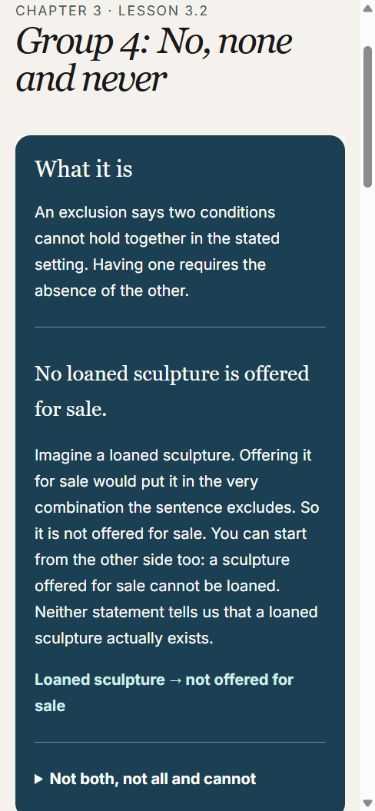 CHAPTER 3 · LESSON 3.2
Group 4: No, none
and never
What it is
An exclusion says two conditions
cannot hold together in the stated
setting. Having one requires the
absence of the other.
No loaned sculpture is offered
for sale.
Imagine a loaned sculpture. Offering it
for sale would put it in the very
combination the sentence excludes. So
it is not offered for sale. You can start
from the other side too: a sculpture
offered for sale cannot be loaned.
Neither statement tells us that a loaned
sculpture actually exists.
Loaned sculpture → not offered for
sale
▶ Not both, not all and cannot